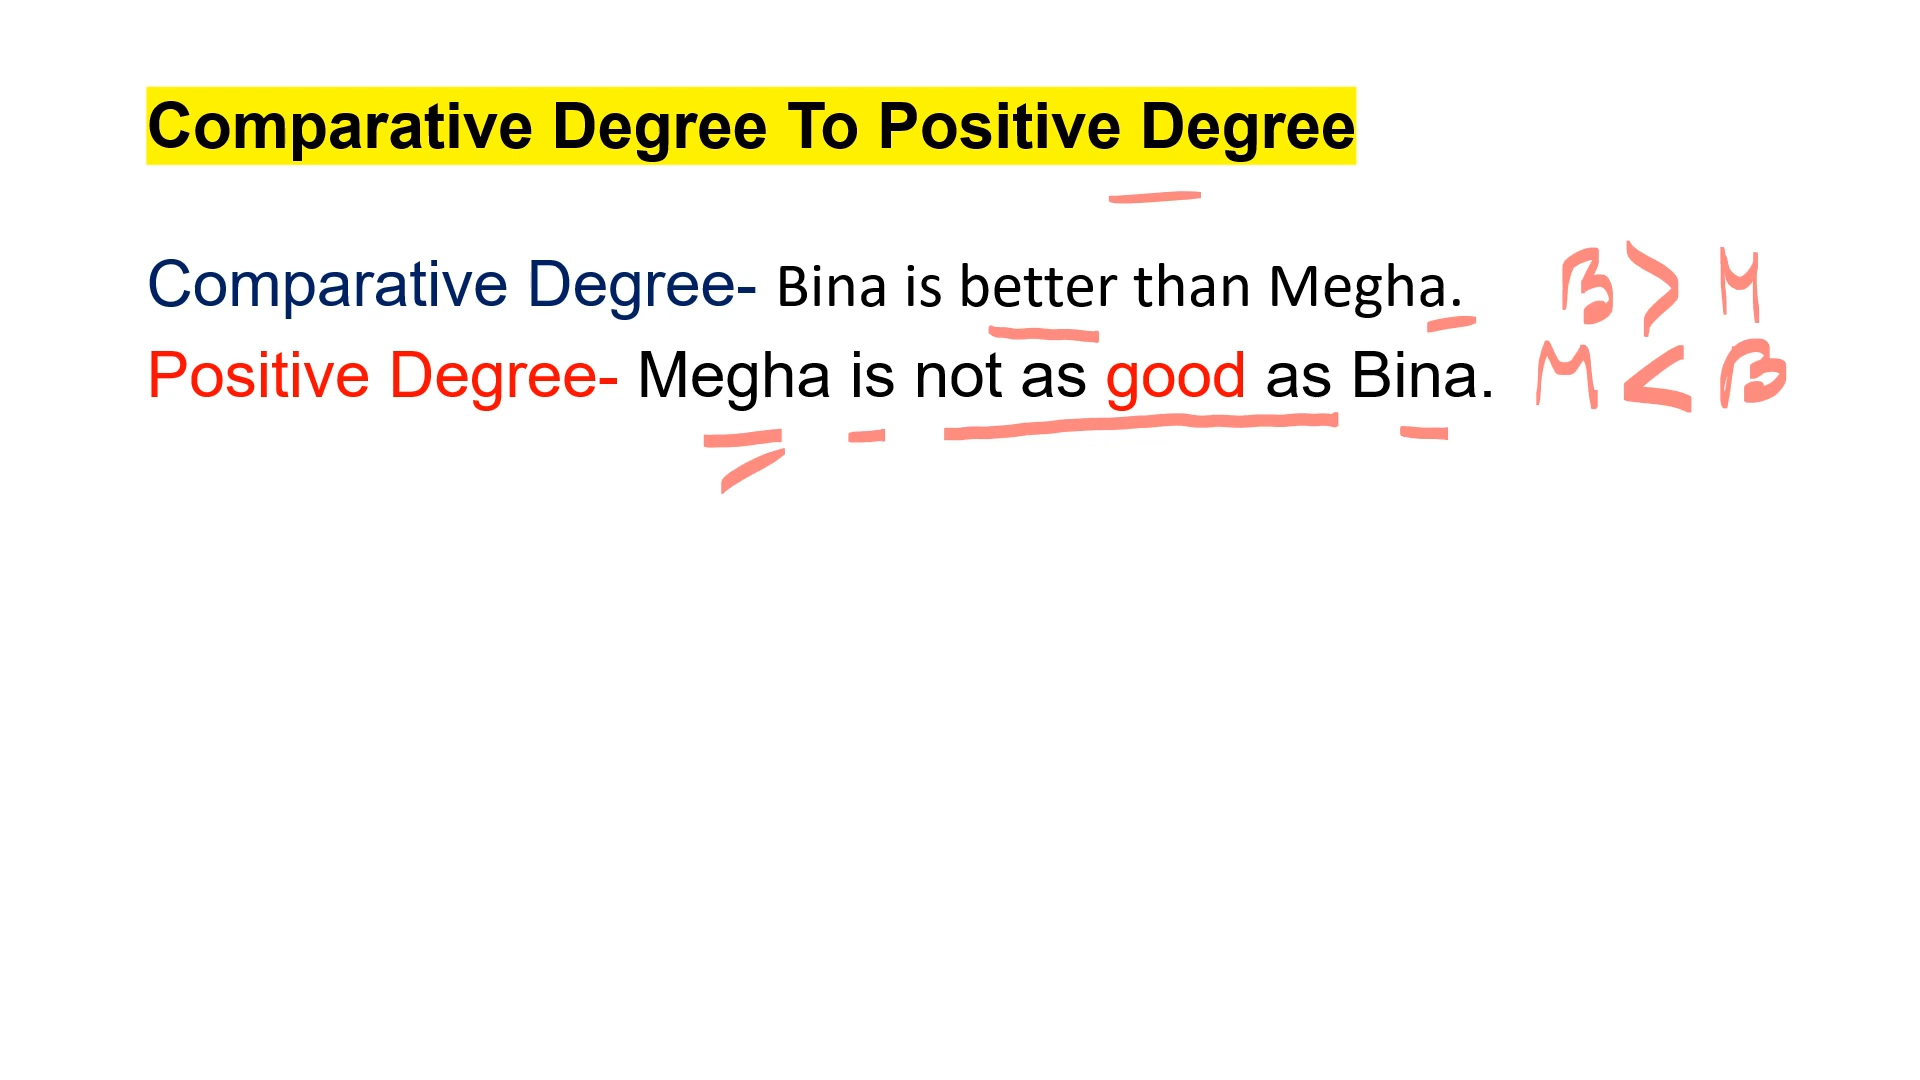 Comparative Degree To Positive Degree
Comparative Degree- Bina is better than Megha. B > M
Positive Degree- Megha is not as good as Bina. M < B